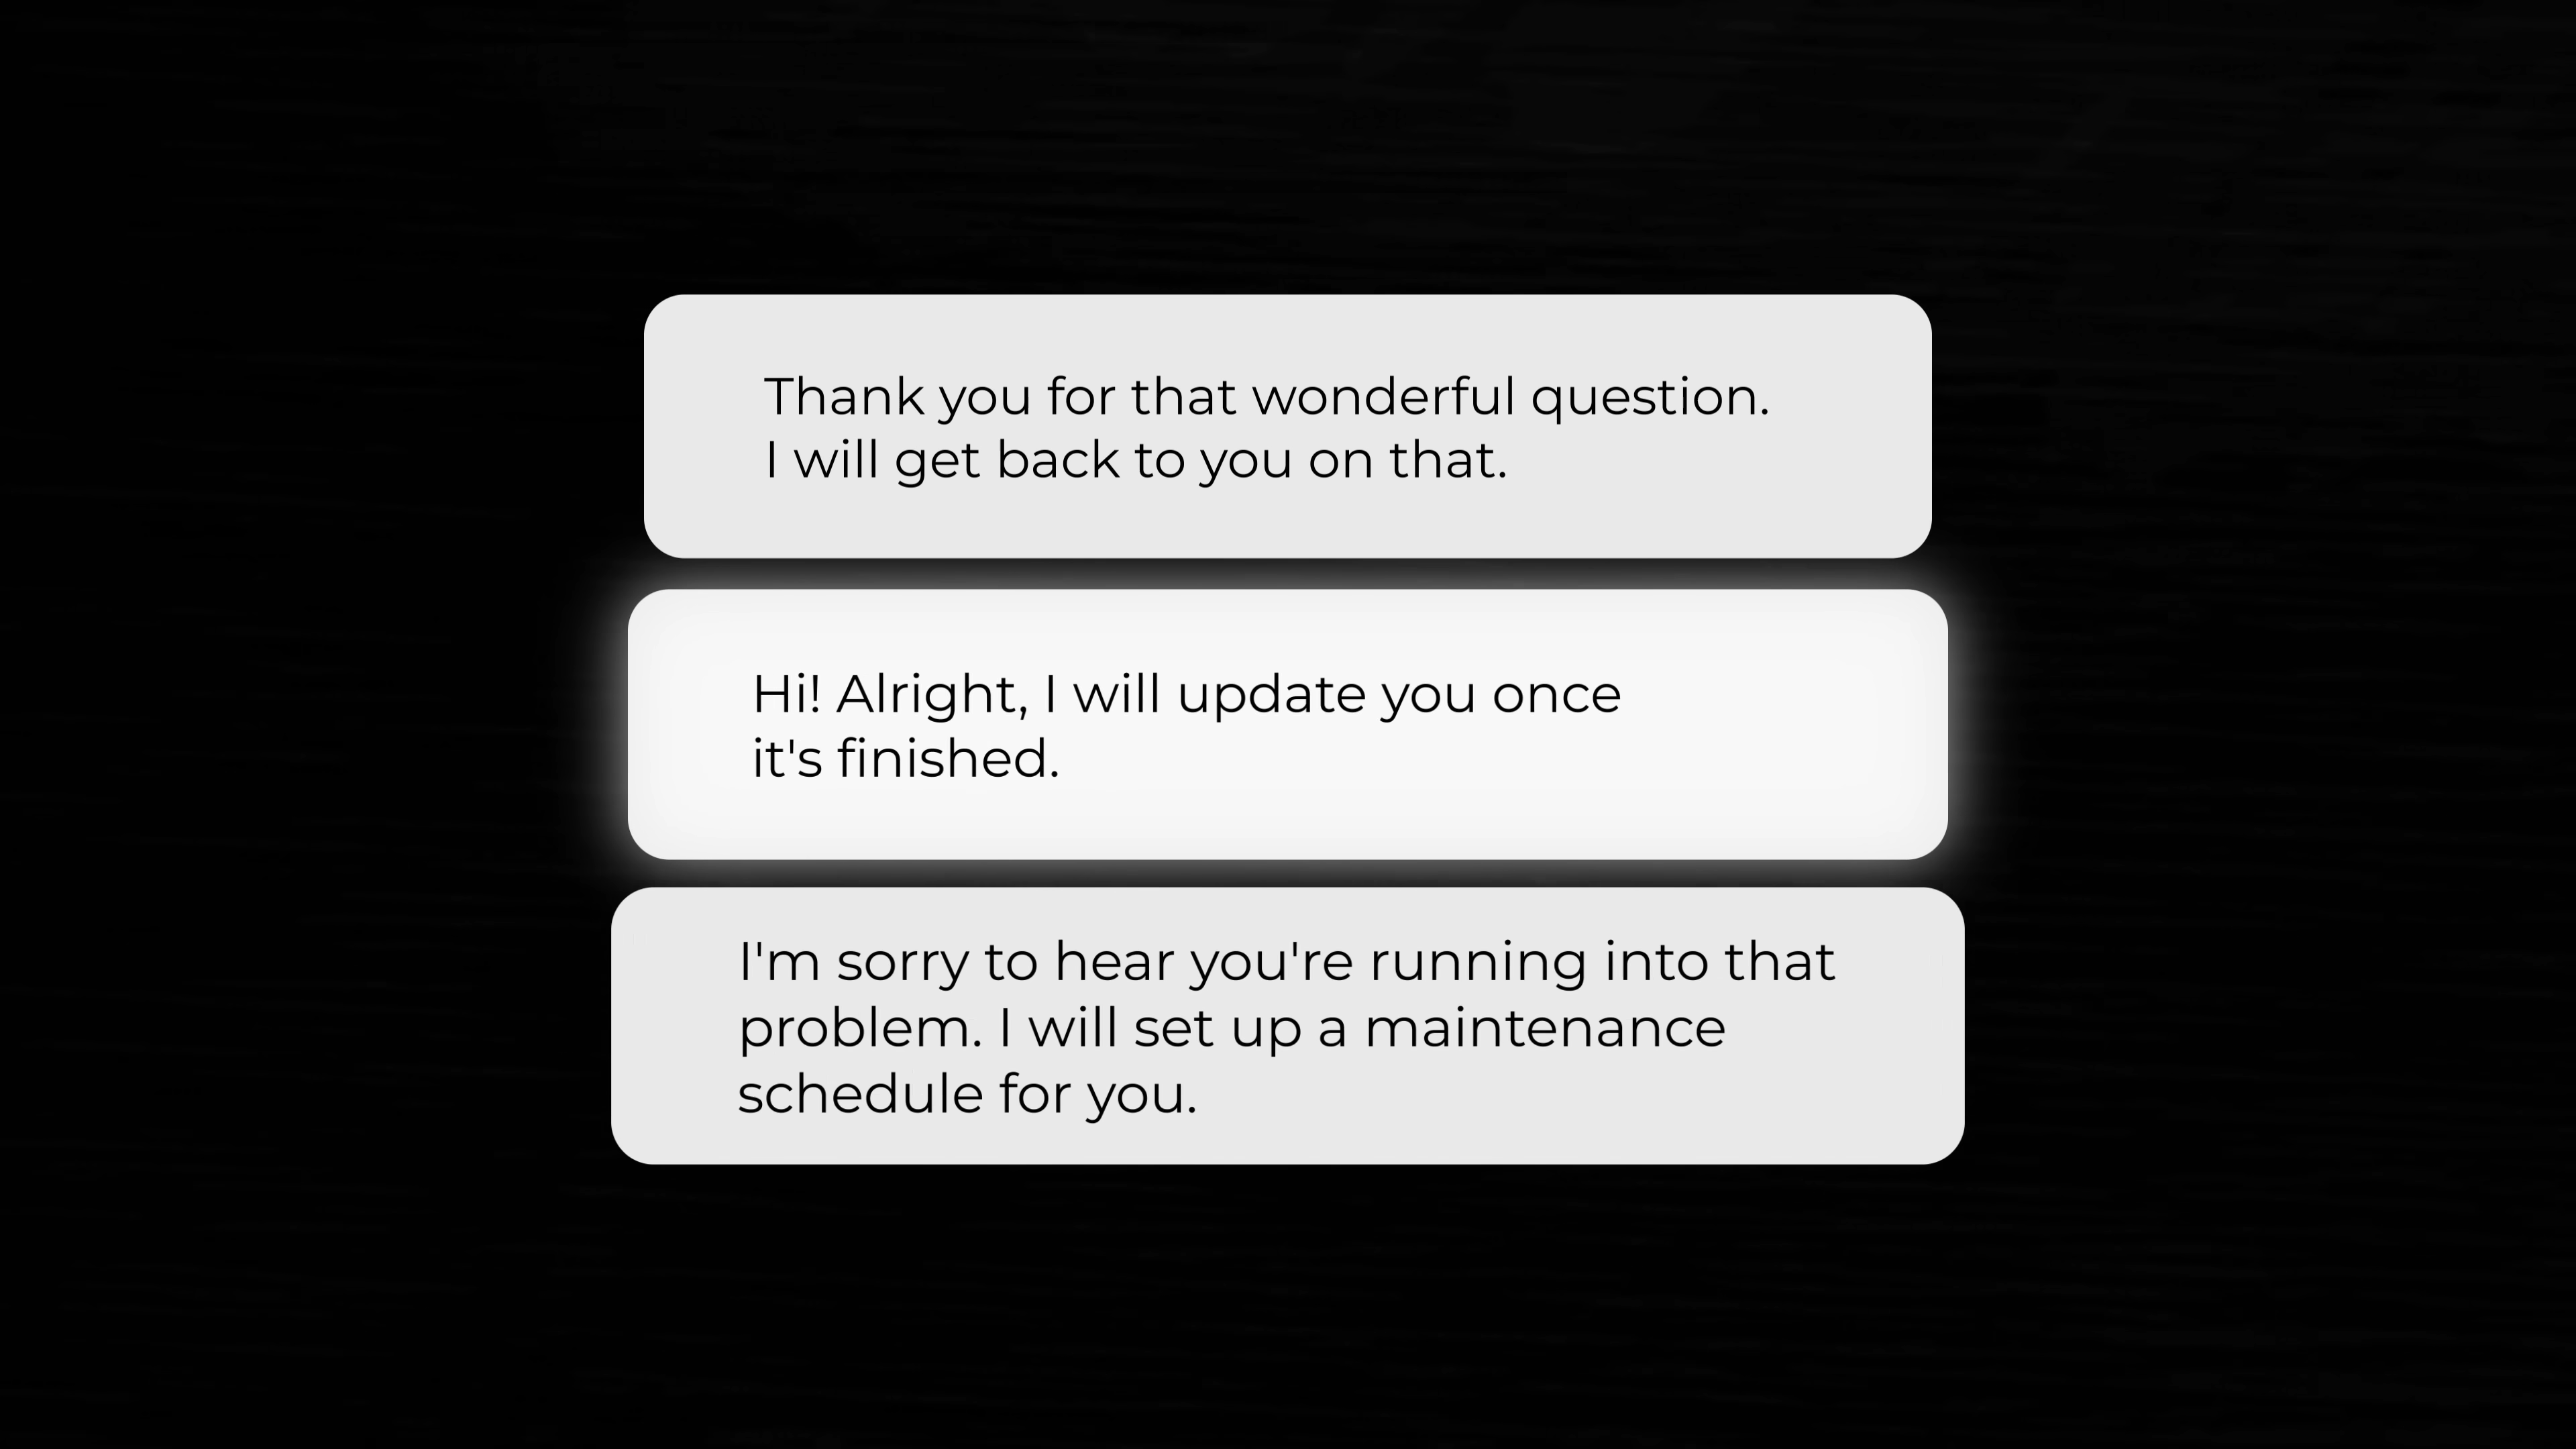 Thank you for that wonderful question.
I will get back to you on that.
Hi! Alright, I will update you once
it's finished.
I'm sorry to hear you're running into that
problem. I will set up a maintenance
schedule for you.